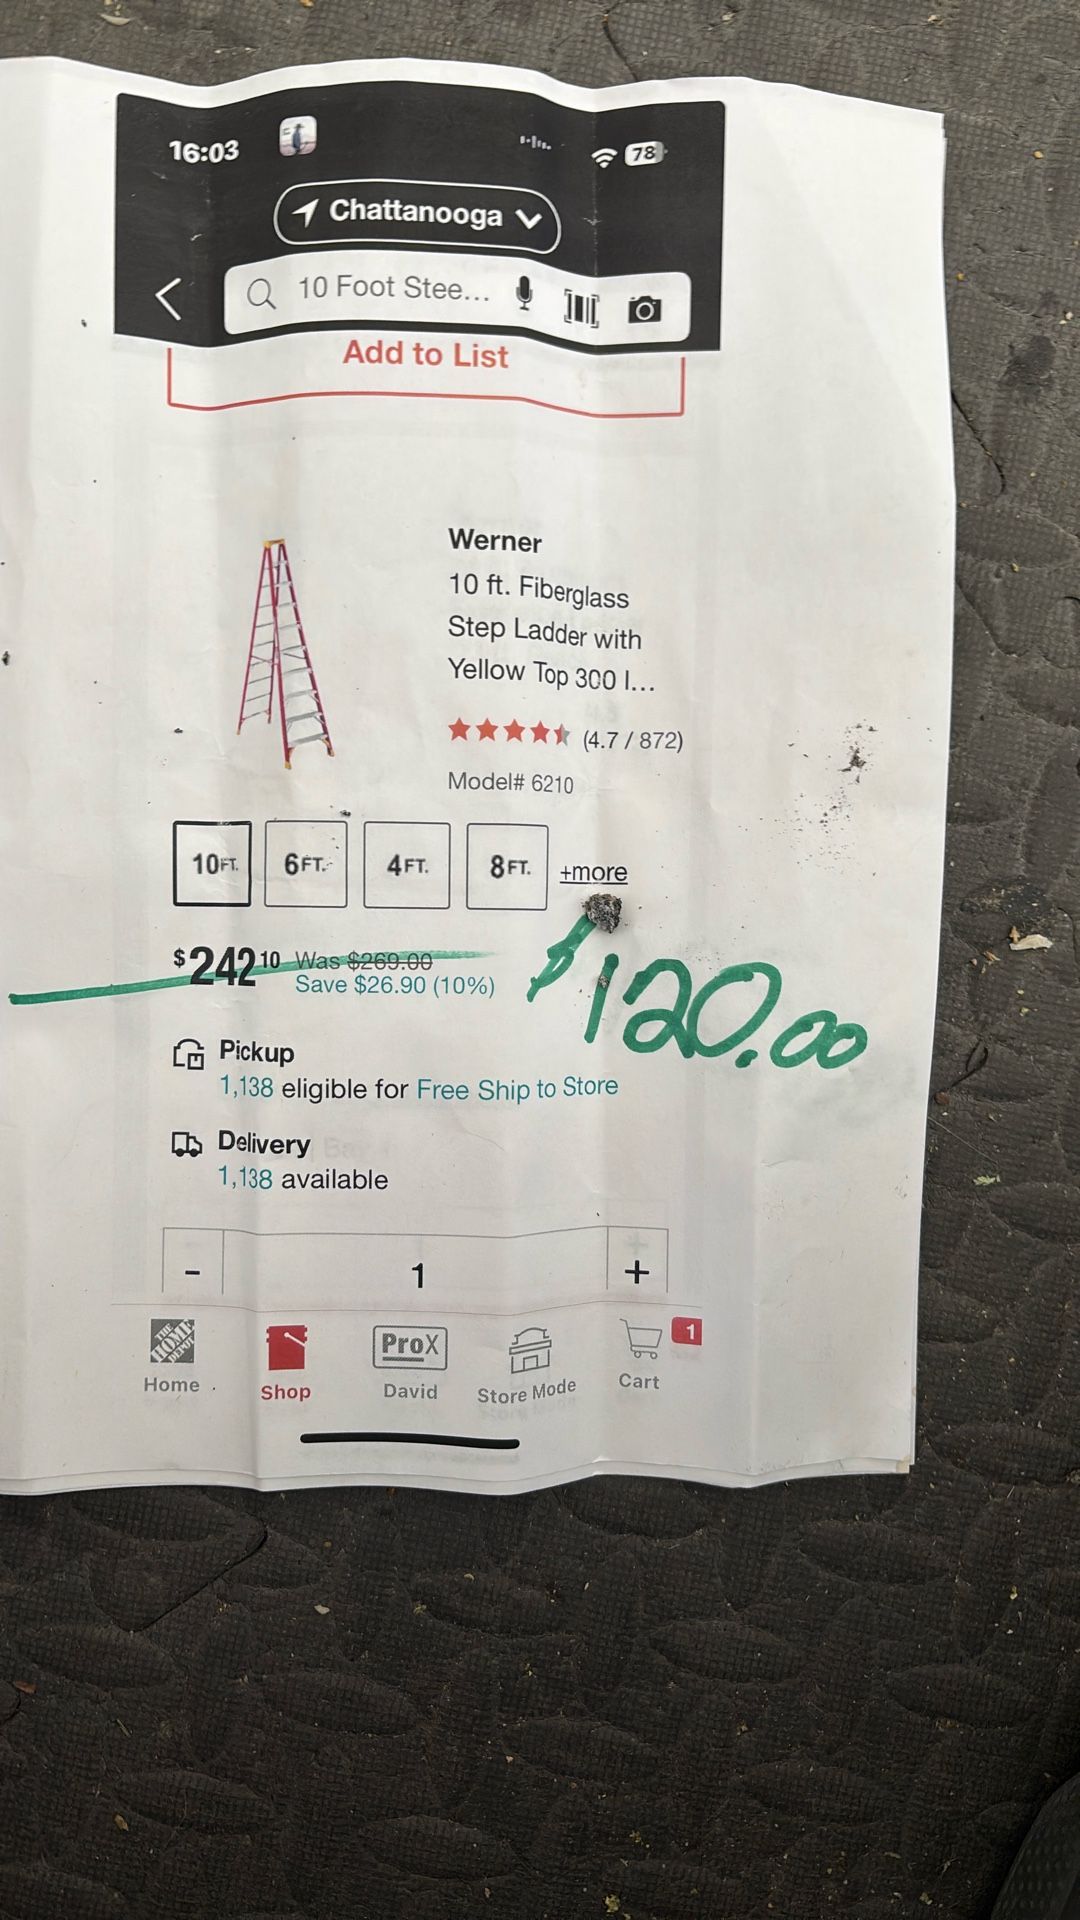 16:03
78
Chattanooga
10 Foot Stee...
Add to List
Werner
10 ft. Fiberglass
Step Ladder with
Yellow Top 300 l...
(4.7 / 872)
Model# 6210
10FT. 6FT. 4FT. 8FT. +more
$242 10 Was $269.00
Save $26.90 (10%)
$120.00
Pickup
1,138 eligible for Free Ship to Store
Delivery
1,138 available
- 1 +
THE HOME DEPOT ProX 1
Home Shop David Store Mode Cart